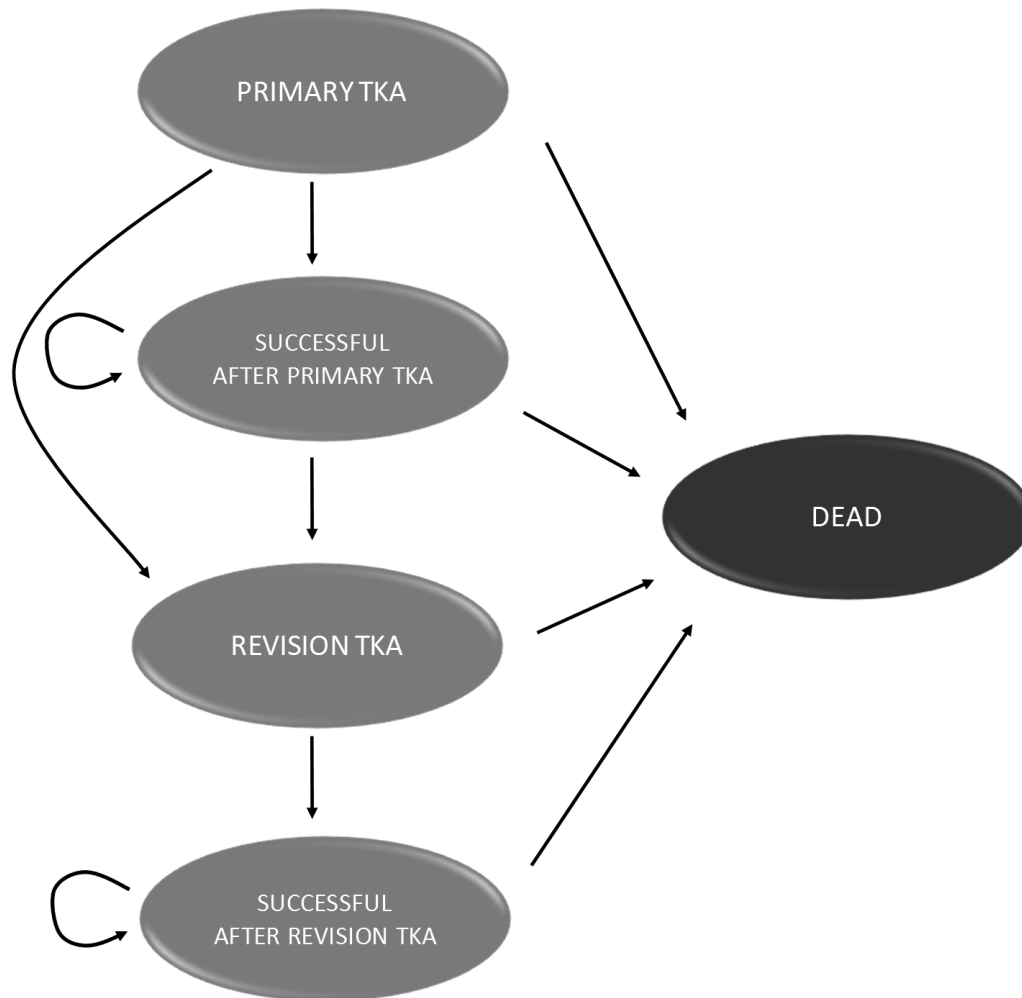 PRIMARY TKA
SUCCESSFUL
AFTER PRIMARY TKA
DEAD
REVISION TKA
SUCCESSFUL
AFTER REVISION TKA